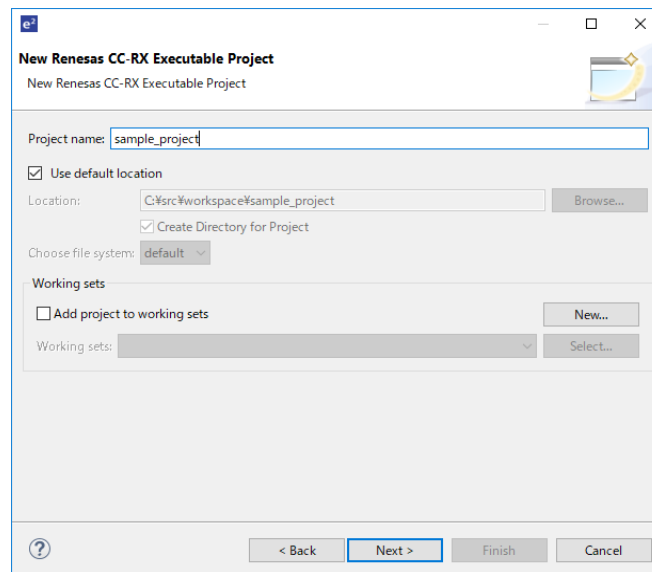 e²
New Renesas CC-RX Executable Project
New Renesas CC-RX Executable Project
Project name: sample_project
Use default location
Location: C:¥src¥workspace¥sample_project Browse...
Create Directory for Project
Choose file system: default
Working sets
Add project to working sets New...
Working sets: Select...
? < Back Next > Finish Cancel